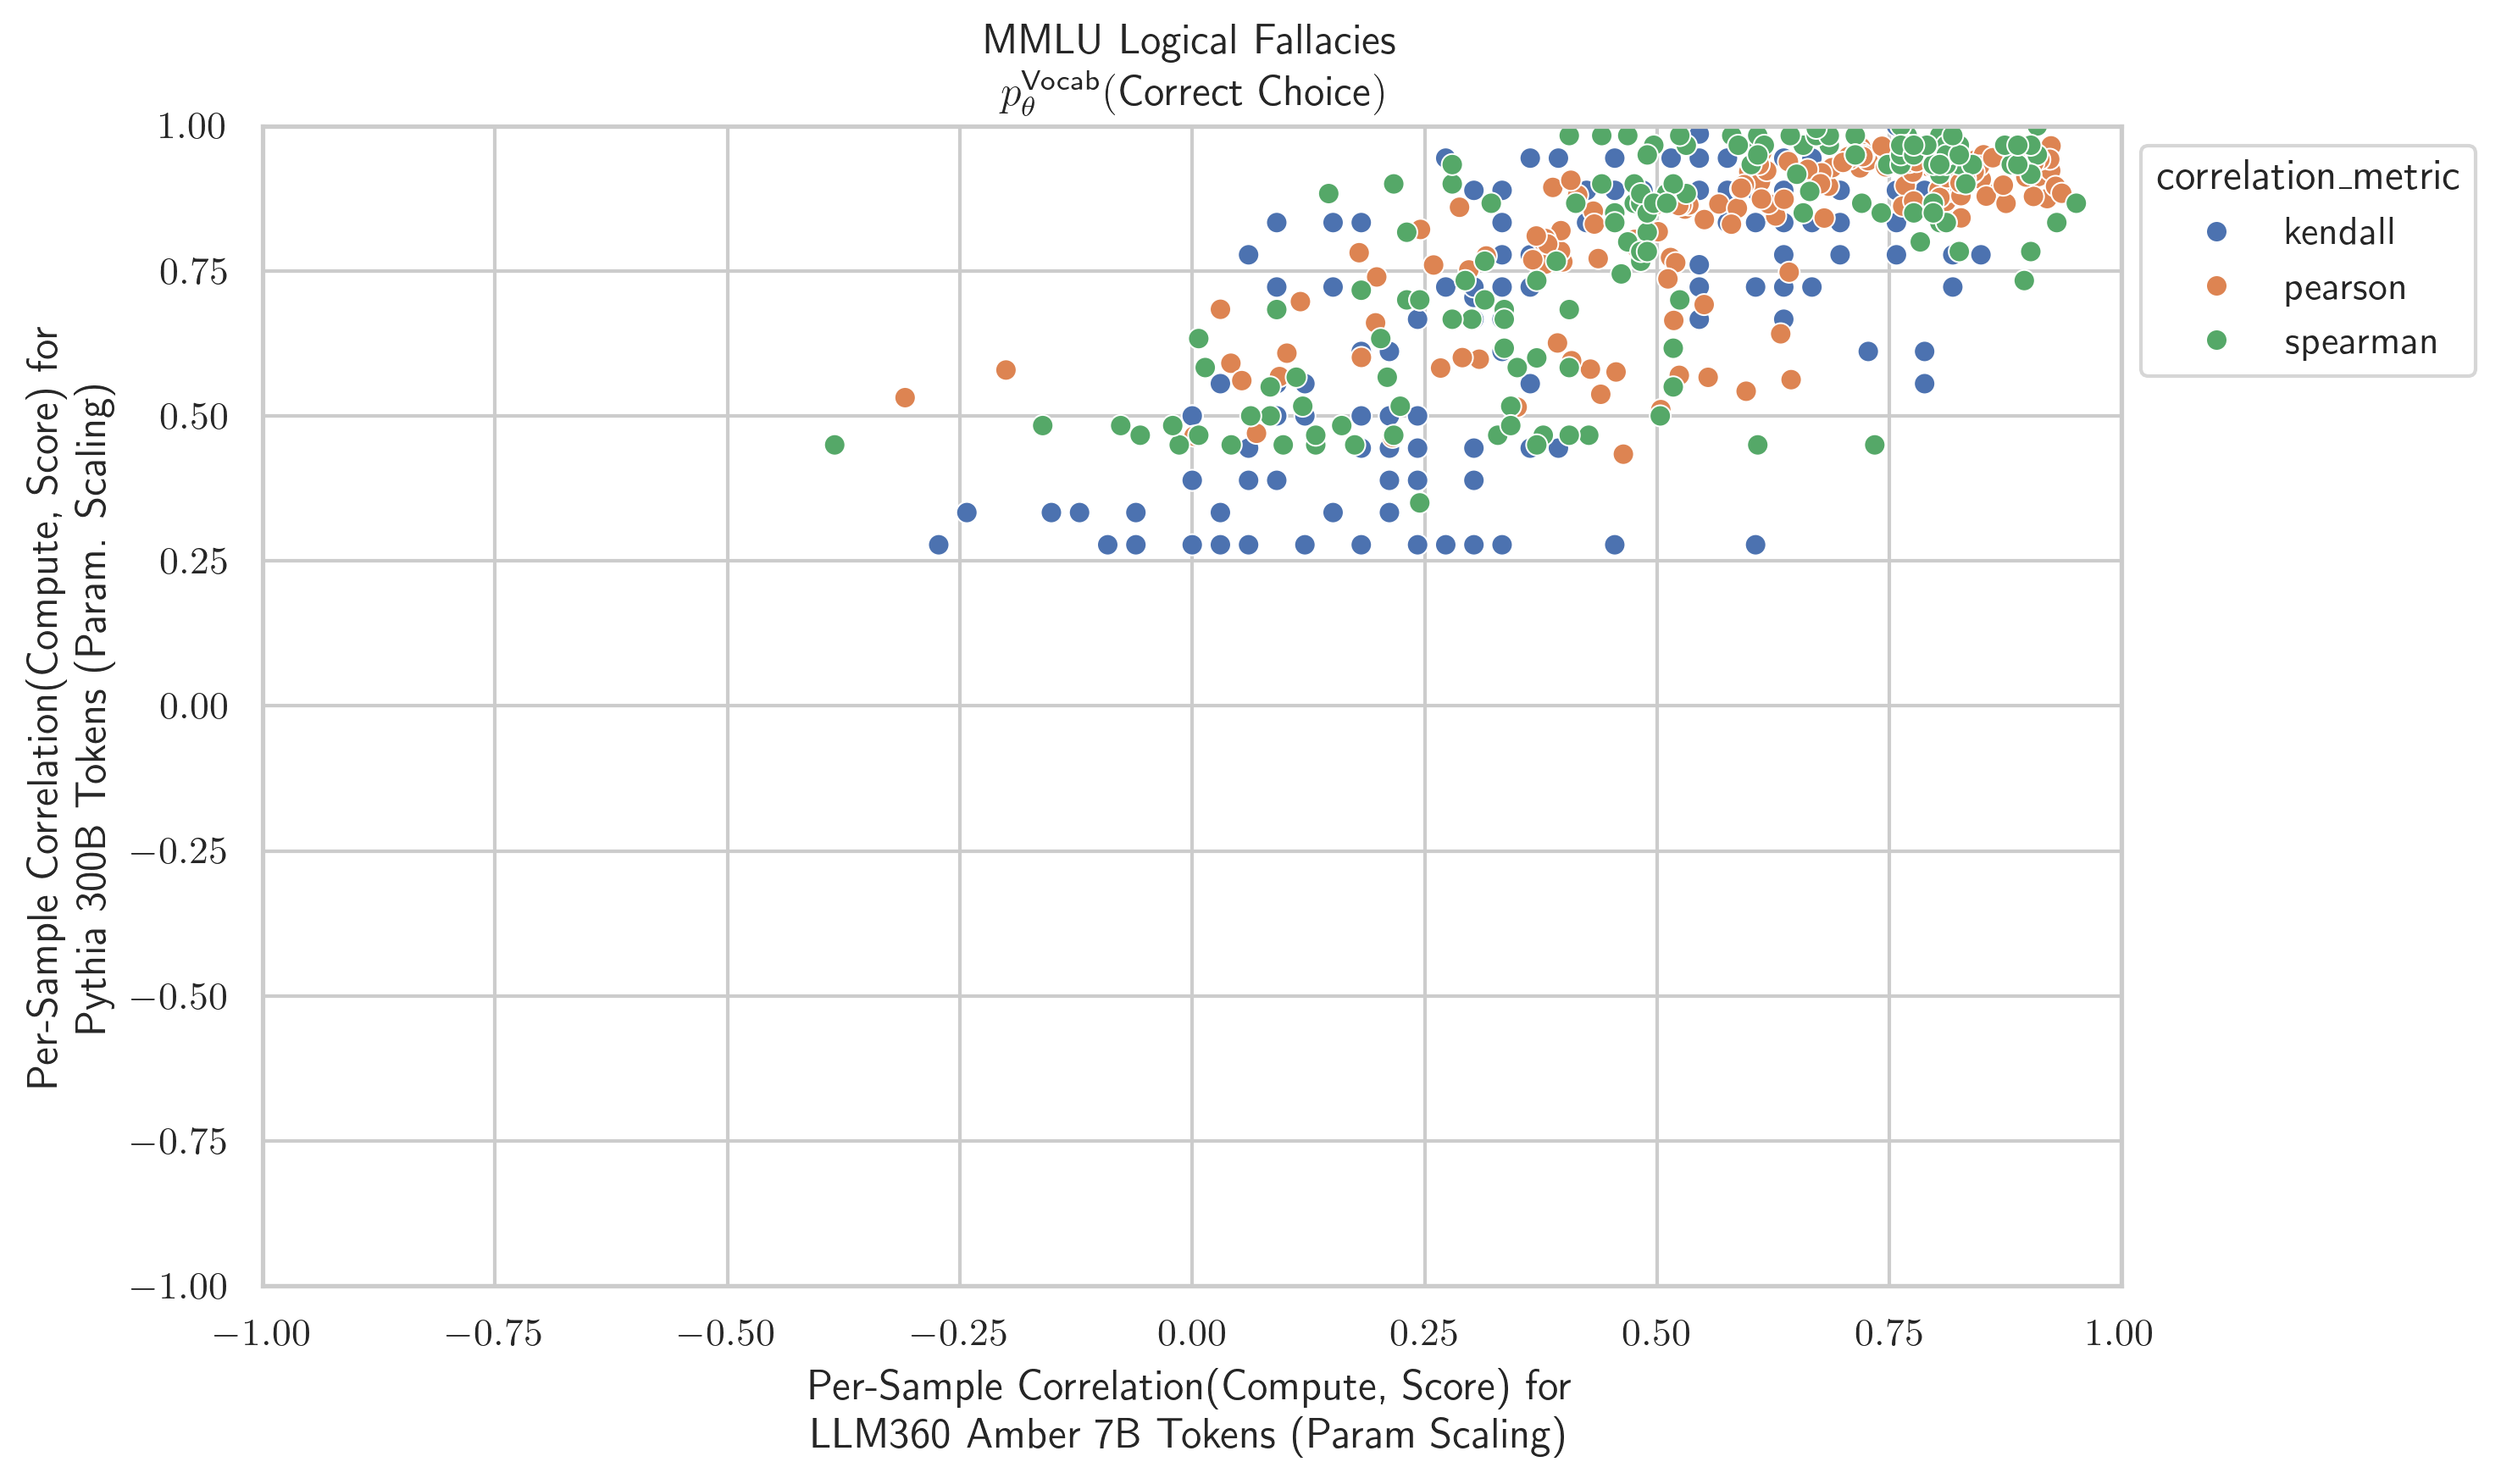 MMLU Logical Fallacies
p_θ^Vocab(Correct Choice)
1.00
0.75
0.50
0.25
0.00
−0.25
−0.50
−0.75
−1.00
Per-Sample Correlation(Compute, Score) for
Pythia 300B Tokens (Param. Scaling)
−1.00 −0.75 −0.50 −0.25 0.00 0.25 0.50 0.75 1.00
Per-Sample Correlation(Compute, Score) for
LLM360 Amber 7B Tokens (Param Scaling)
correlation_metric
kendall
pearson
spearman